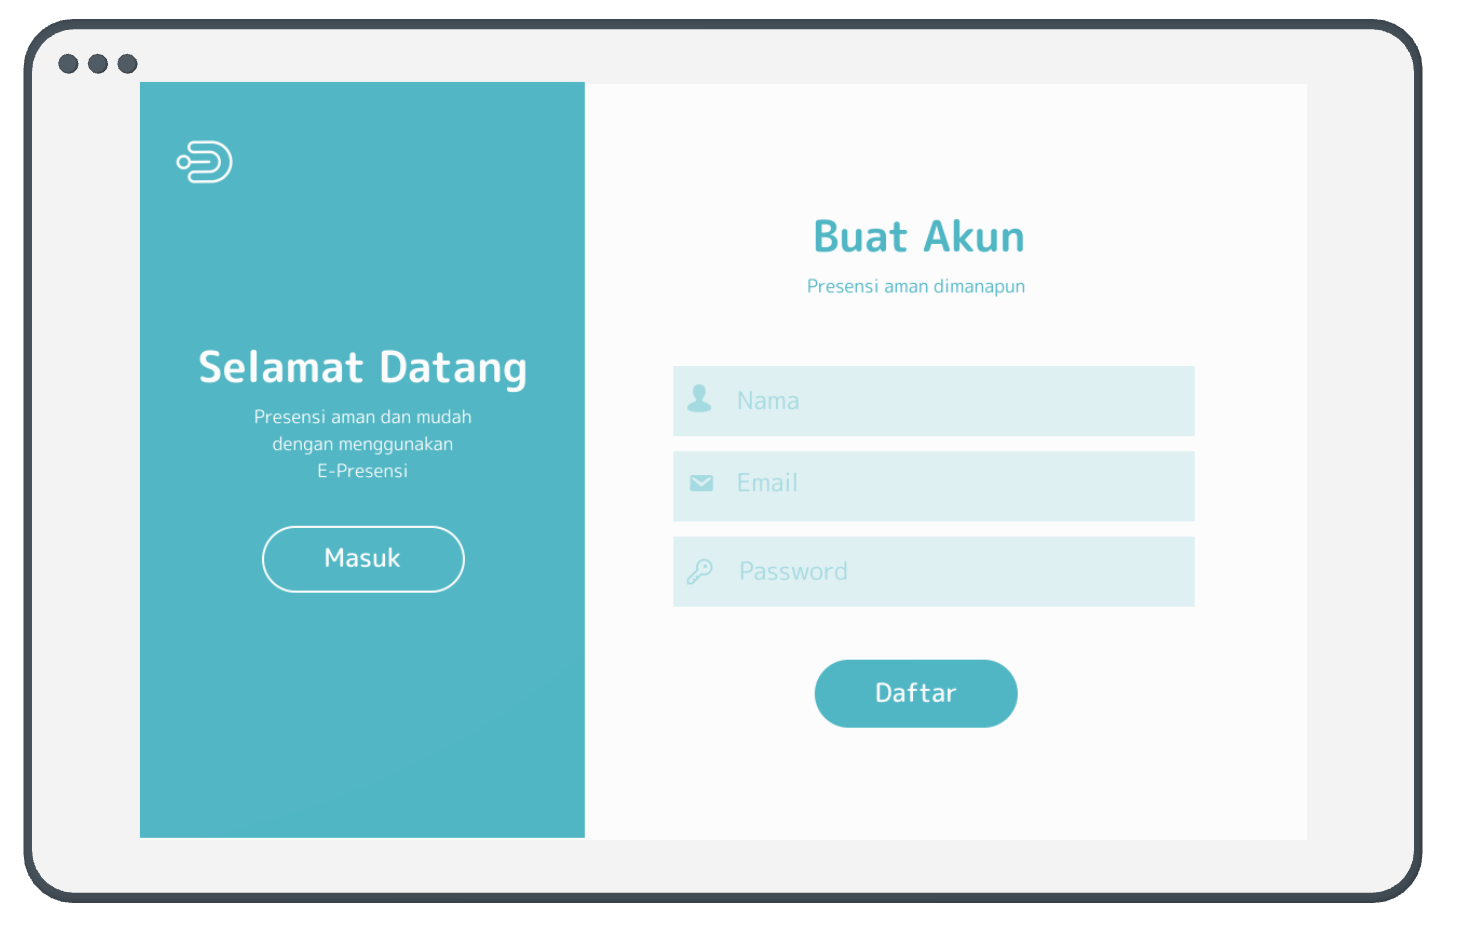 Selamat Datang
Presensi aman dan mudah
dengan menggunakan
E-Presensi
Masuk
Buat Akun
Presensi aman dimanapun
Nama
Email
Password
Daftar